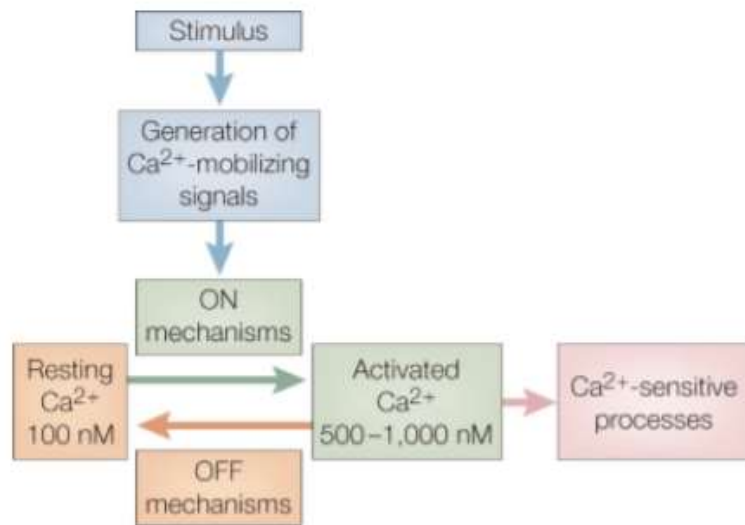 Stimulus
Generation of
Ca²⁺-mobilizing
signals
ON
mechanisms
Resting
Ca²⁺
100 nM
Activated
Ca²⁺
500–1,000 nM
Ca²⁺-sensitive
processes
OFF
mechanisms